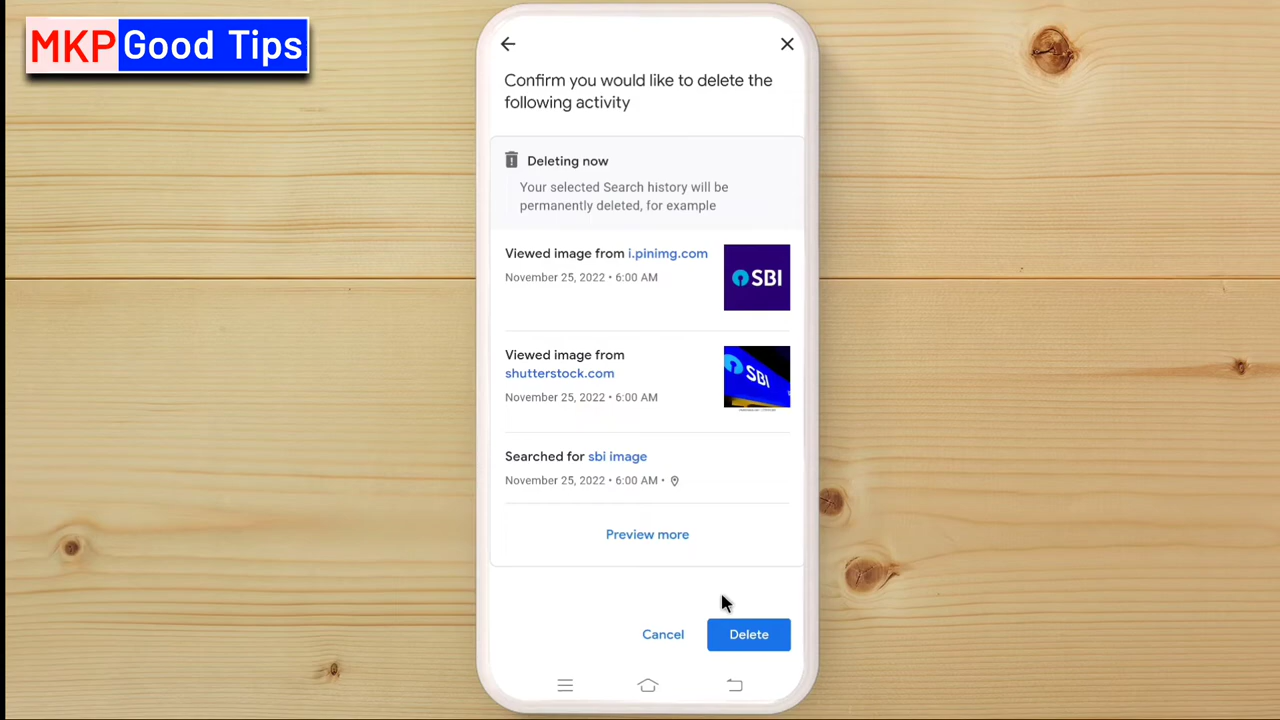 MKP Good Tips
Confirm you would like to delete the
following activity
Deleting now
Your selected Search history will be
permanently deleted, for example
Viewed image from i.pinimg.com
November 25, 2022 • 6:00 AM
SBI
Viewed image from
shutterstock.com
November 25, 2022 • 6:00 AM
SBI
Searched for sbi image
November 25, 2022 • 6:00 AM •
Preview more
Cancel
Delete